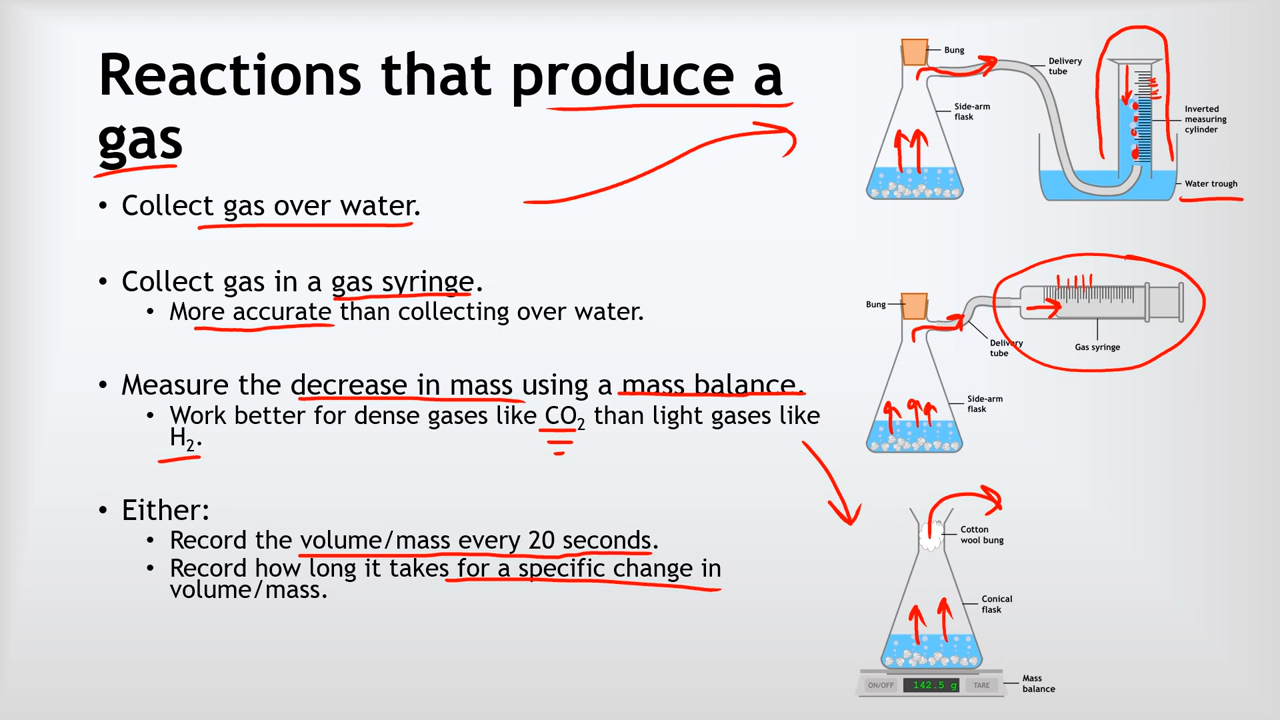 Reactions that produce a
gas
• Collect gas over water.
• Collect gas in a gas syringe.
• More accurate than collecting over water.
• Measure the decrease in mass using a mass balance.
• Work better for dense gases like CO₂ than light gases like
H₂.
• Either:
• Record the volume/mass every 20 seconds.
• Record how long it takes for a specific change in
volume/mass.
Bung
Delivery
tube
Side-arm
flask
Inverted
measuring
cylinder
Water trough
Bung
Delivery
tube
Gas syringe
Side-arm
flask
Cotton
wool bung
Conical
flask
ON/OFF
142.5 g
TARE
Mass
balance